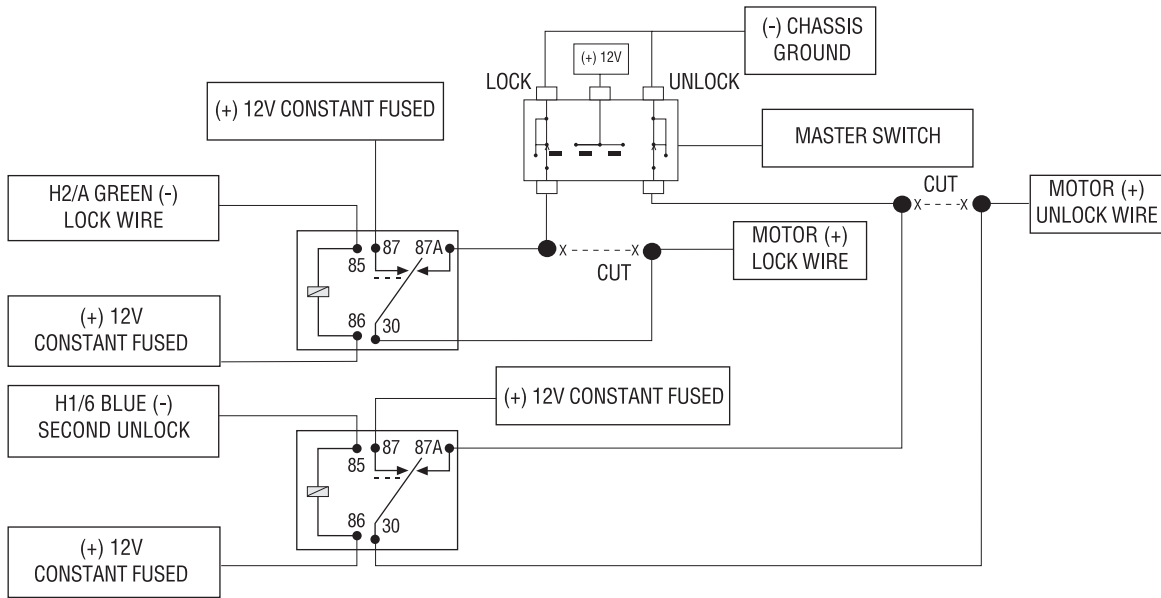 (-) CHASSIS
GROUND
(+) 12V
LOCK
UNLOCK
(+) 12V CONSTANT FUSED
MASTER SWITCH
H2/A GREEN (-)
LOCK WIRE
CUT
MOTOR (+)
UNLOCK WIRE
87
87A
85
X
X
CUT
MOTOR (+)
LOCK WIRE
X
X
86
30
(+) 12V
CONSTANT FUSED
H1/6 BLUE (-)
SECOND UNLOCK
(+) 12V CONSTANT FUSED
87
87A
85
86
30
(+) 12V
CONSTANT FUSED